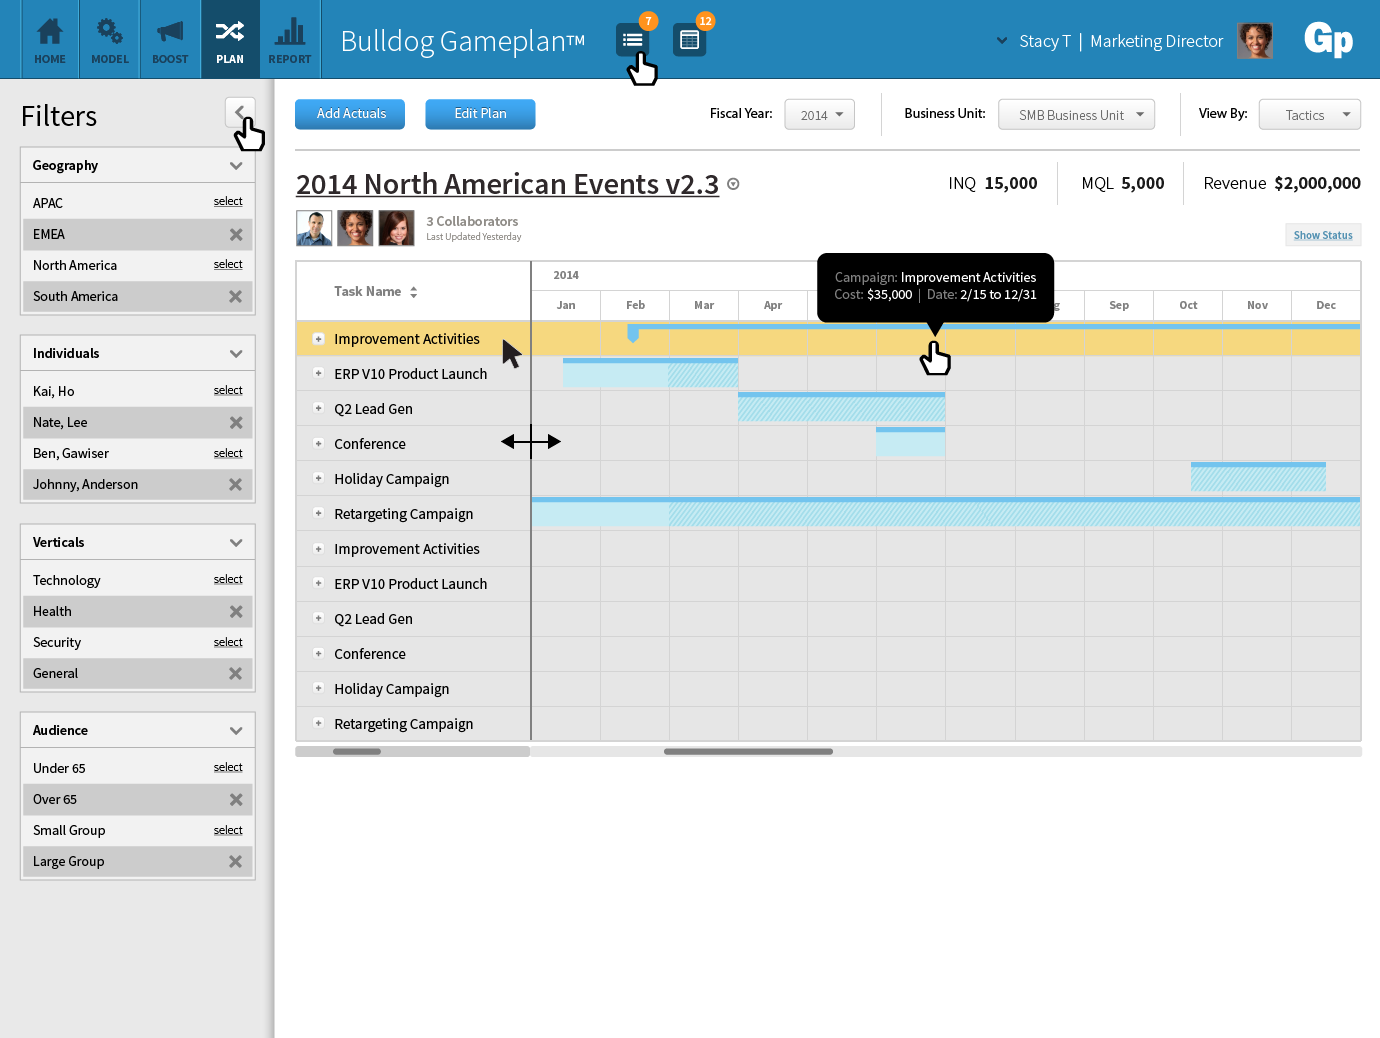 HOME
MODEL
BOOST
PLAN
REPORT
Bulldog Gameplan™
7
12
Stacy T | Marketing Director
Gp
Filters
Geography
APAC select
EMEA
North America select
South America
Individuals
Kai, Ho select
Nate, Lee
Ben, Gawiser select
Johnny, Anderson
Verticals
Technology select
Health
Security select
General
Audience
Under 65 select
Over 65
Small Group select
Large Group
Add Actuals
Edit Plan
Fiscal Year: 2014
Business Unit: SMB Business Unit
View By: Tactics
2014 North American Events v2.3
INQ 15,000
MQL 5,000
Revenue $2,000,000
3 Collaborators
Last Updated Yesterday
Show Status
Task Name
2014
Jan Feb Mar Apr Sep Oct Nov Dec
Campaign: Improvement Activities
Cost: $35,000 | Date: 2/15 to 12/31
Improvement Activities
ERP V10 Product Launch
Q2 Lead Gen
Conference
Holiday Campaign
Retargeting Campaign
Improvement Activities
ERP V10 Product Launch
Q2 Lead Gen
Conference
Holiday Campaign
Retargeting Campaign